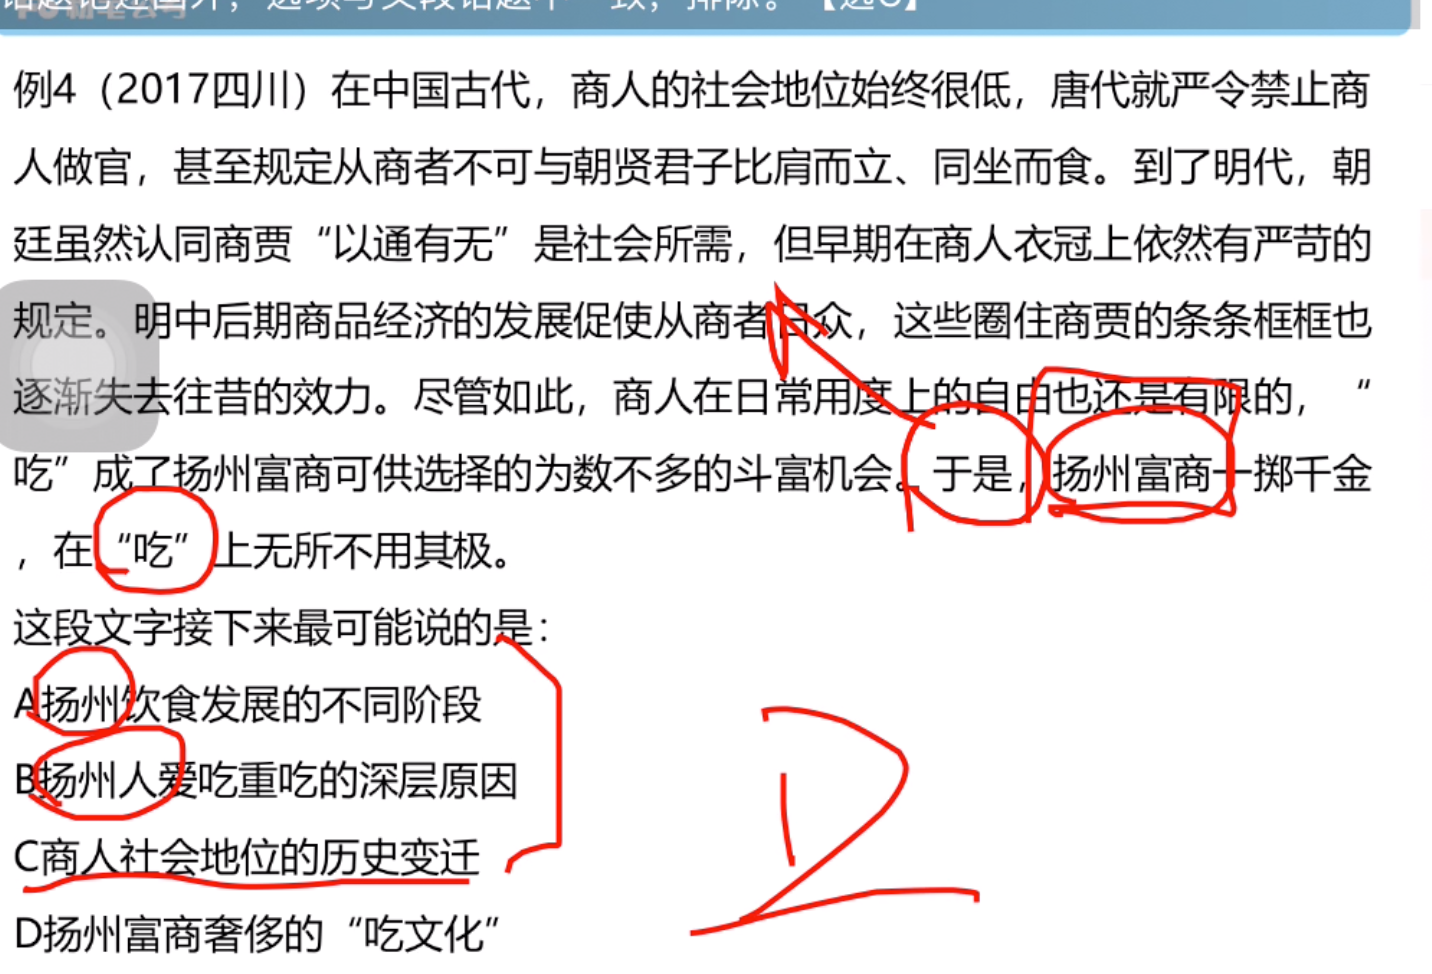 致，排除。【选C】
例4（2017四川）在中国古代，商人的社会地位始终很低，唐代就严令禁止商
人做官，甚至规定从商者不可与朝贤君子比肩而立、同坐而食。到了明代，朝
廷虽然认同商贾“以通有无”是社会所需，但早期在商人衣冠上依然有严苛的
规定。明中后期商品经济的发展促使从商者日众，这些圈住商贾的条条框框也
逐渐失去往昔的效力。尽管如此，商人在日常用度上的自由也还是有限的，“
吃”成了扬州富商可供选择的为数不多的斗富机会。于是，扬州富商一掷千金
，在“吃”上无所不用其极。
这段文字接下来最可能说的是：
A扬州饮食发展的不同阶段
B扬州人爱吃重吃的深层原因
C商人社会地位的历史变迁
D扬州富商奢侈的“吃文化”
D